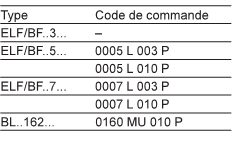 Type Code de commande
ELF/BF..3... –
ELF/BF..5... 0005 L 003 P
0005 L 010 P
ELF/BF..7... 0007 L 003 P
0007 L 010 P
BL..162... 0160 MU 010 P